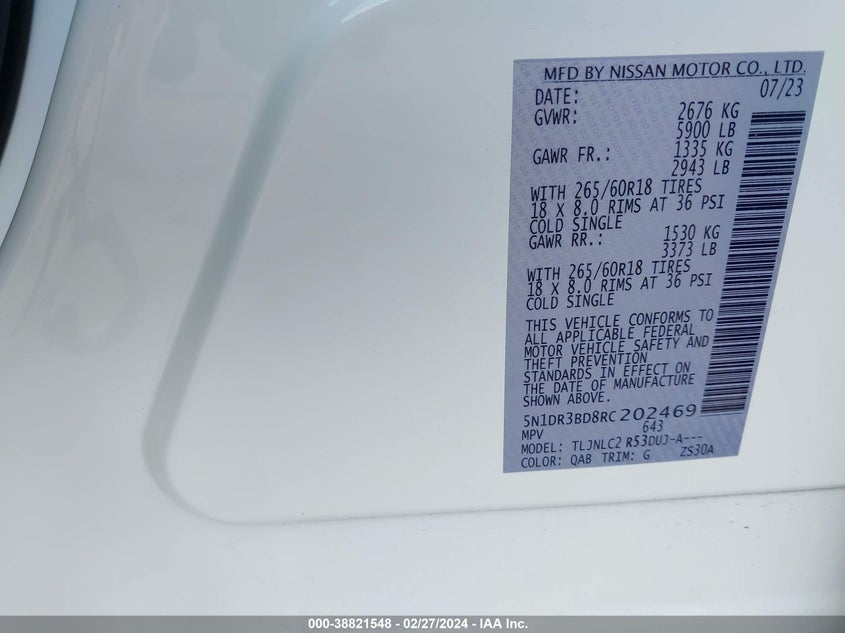 MFD BY NISSAN MOTOR CO., LTD.
DATE: 07/23
GVWR: 2676 KG
5900 LB
GAWR FR.: 1335 KG
2943 LB
WITH 265/60R18 TIRES
18 X 8.0 RIMS AT 36 PSI
COLD SINGLE
GAWR RR.: 1530 KG
3373 LB
WITH 265/60R18 TIRES
18 X 8.0 RIMS AT 36 PSI
COLD SINGLE
THIS VEHICLE CONFORMS TO
ALL APPLICABLE FEDERAL
MOTOR VEHICLE SAFETY AND
THEFT PREVENTION
STANDARDS IN EFFECT ON
THE DATE OF MANUFACTURE
SHOWN ABOVE.
5N1DR3BD8RC202469
MPV 643
MODEL: TLJNLC2 R53DUJ-A---
COLOR: QAB TRIM: G ZS30A
000-38821548 - 02/27/2024 - IAA Inc.